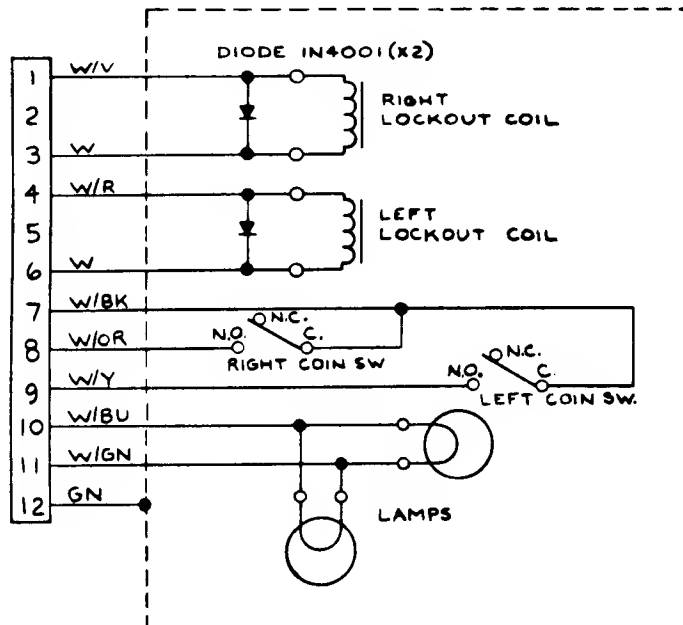 DIODE IN4001 (X2)
1 W/V
2
RIGHT
LOCKOUT COIL
3 W
4 W/R
5
LEFT
LOCKOUT COIL
6 W
7 W/BK
N.C.
8 W/OR N.O. C.
RIGHT COIN SW
N.C.
9 W/Y N.O. C.
LEFT COIN SW.
10 W/BU
11 W/GN
12 GN
LAMPS